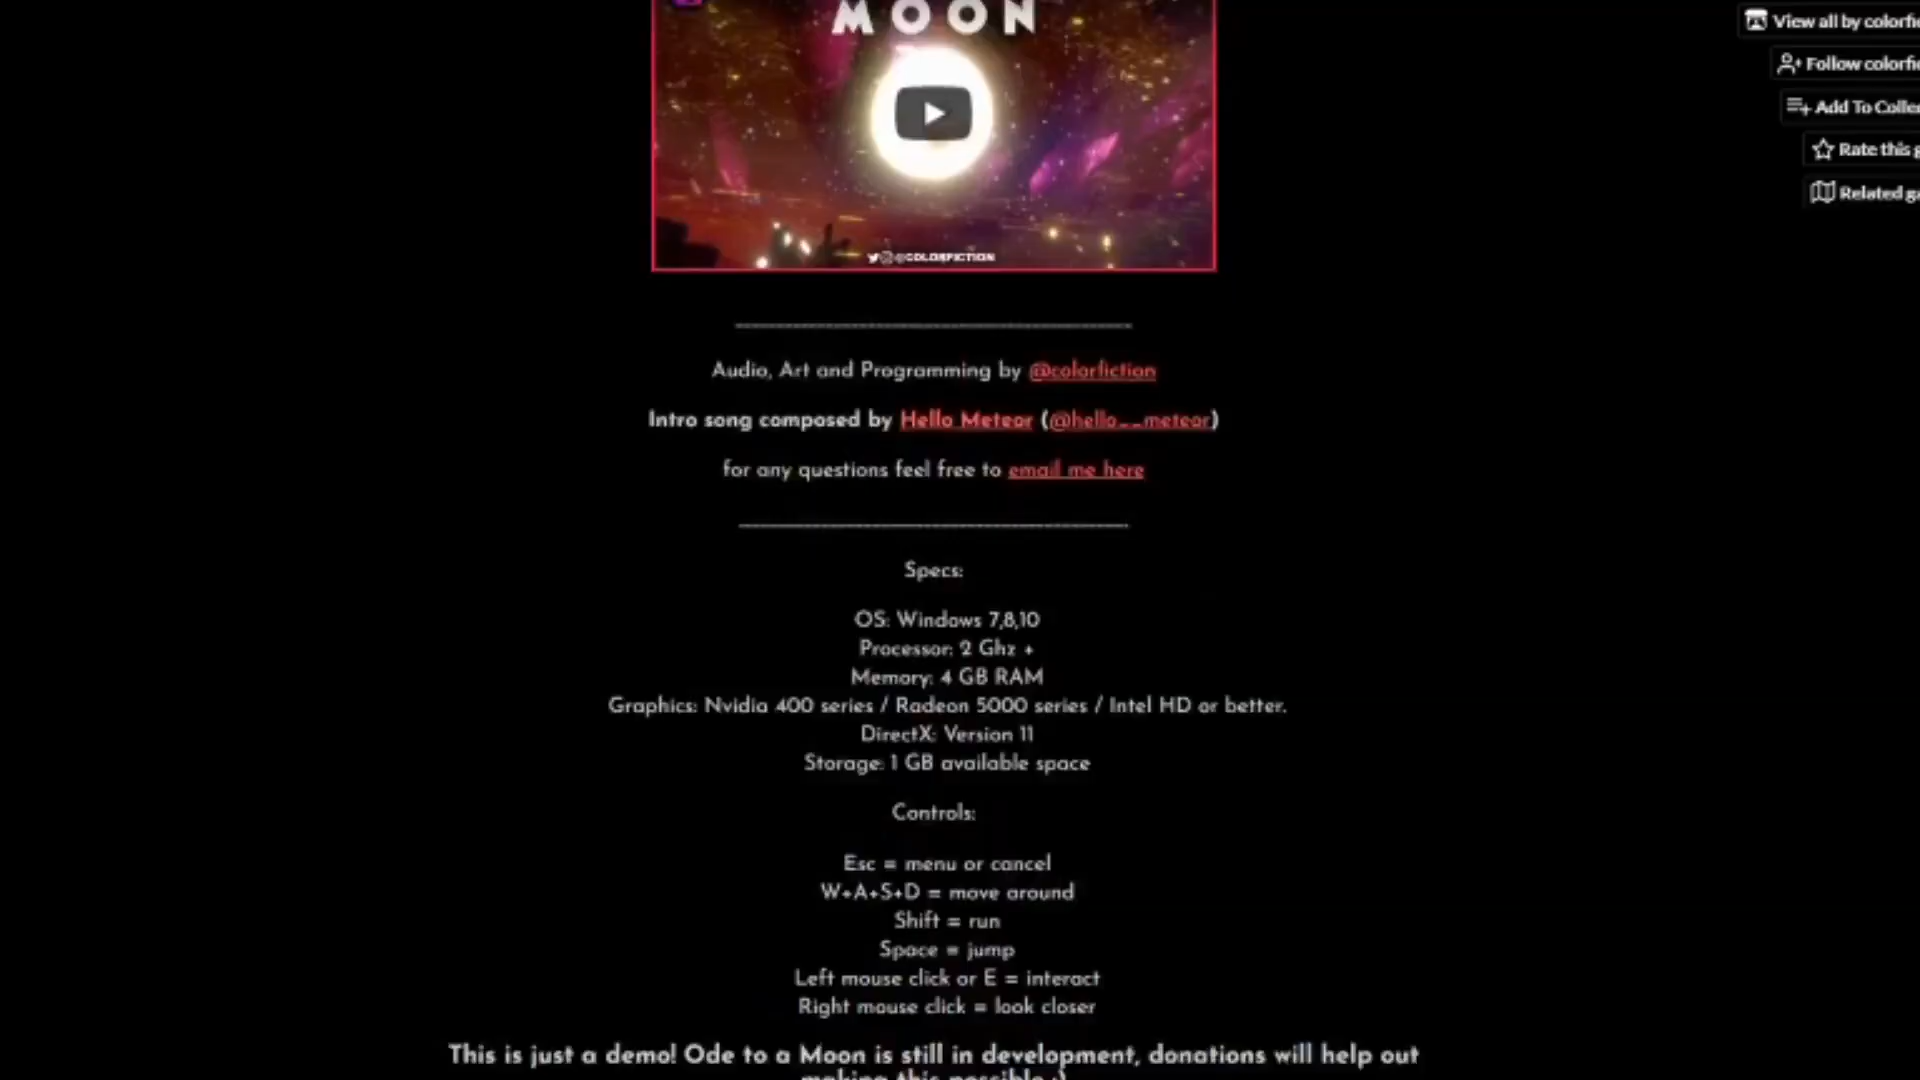 MOON
@COLORFICTION
View all by colorfic
Follow colorfic
Add To Collec
Rate this g
Related ga
Audio, Art and Programming by @colorfiction
Intro song composed by Hello Meteor (@hello__meteor)
for any questions feel free to email me here
Specs:
OS: Windows 7,8,10
Processor: 2 Ghz +
Memory: 4 GB RAM
Graphics: Nvidia 400 series / Radeon 5000 series / Intel HD or better.
DirectX: Version 11
Storage: 1 GB available space
Controls:
Esc = menu or cancel
W+A+S+D = move around
Shift = run
Space = jump
Left mouse click or E = interact
Right mouse click = look closer
This is just a demo! Ode to a Moon is still in development, donations will help out
making this possible :)